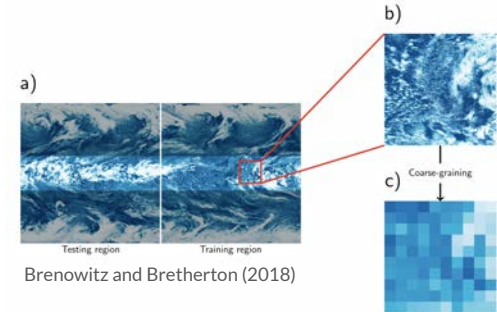 a)
Testing region
Training region
Brenowitz and Bretherton (2018)
b)
Coarse-graining
c)